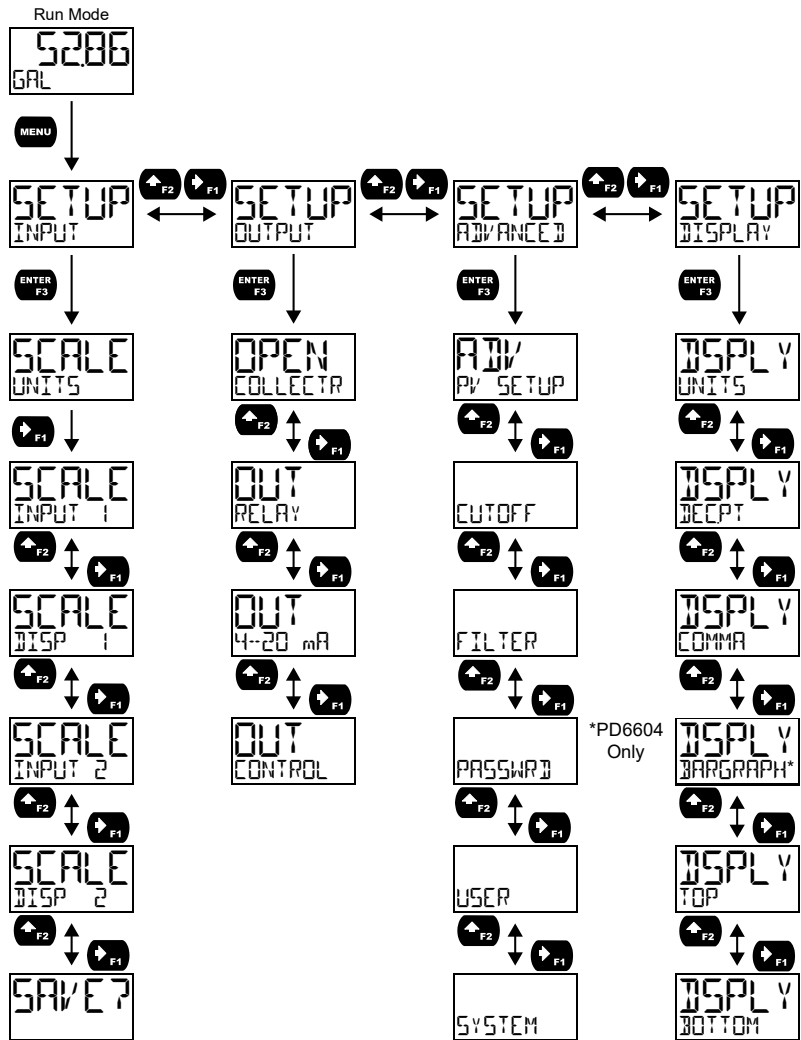 Run Mode
52.86
GAL
MENU
SETUP
INPUT
F2
F1
SETUP
OUTPUT
F2
F1
SETUP
ADVANCED
F2
F1
SETUP
DISPLAY
ENTER
F3
ENTER
F3
ENTER
F3
ENTER
F3
SCALE
UNITS
OPEN
COLLECTR
ADV
PV SETUP
DSPLY
UNITS
F1
F2
F1
F2
F1
F2
F1
SCALE
INPUT 1
OUT
RELAY
CUTOFF
DSPLY
DEC.PT
F2
F1
F2
F1
F2
F1
F2
F1
SCALE
DISP 1
OUT
4--20 mA
FILTER
DSPLY
COMMA
F2
F1
F2
F1
F2
F1
F2
F1
SCALE
INPUT 2
OUT
CONTROL
PASSWRD
*PD6604
Only
DSPLY
BARGRAPH*
F2
F1
F2
F1
F2
F1
SCALE
DISP 2
USER
DSPLY
TOP
F2
F1
F2
F1
F2
F1
SAVE?
SYSTEM
DSPLY
BOTTOM